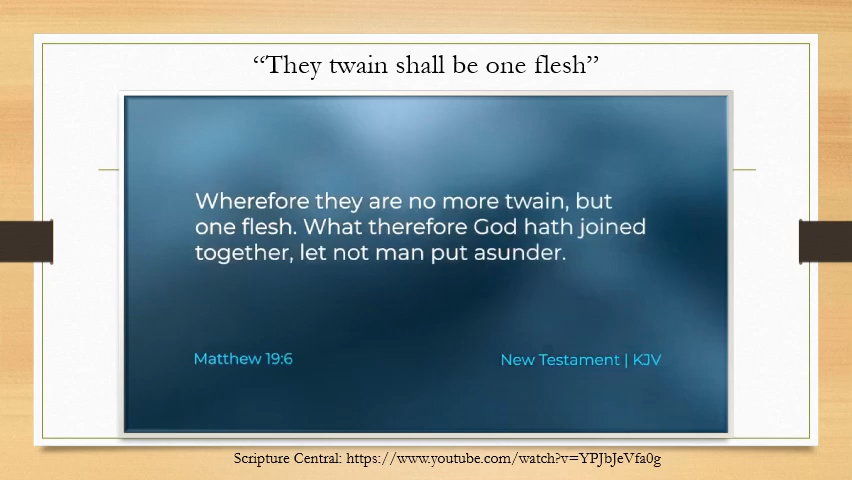 “They twain shall be one flesh”
Wherefore they are no more twain, but
one flesh. What therefore God hath joined
together, let not man put asunder.
Matthew 19:6
New Testament | KJV
Scripture Central: https://www.youtube.com/watch?v=YPJbJeVfa0g